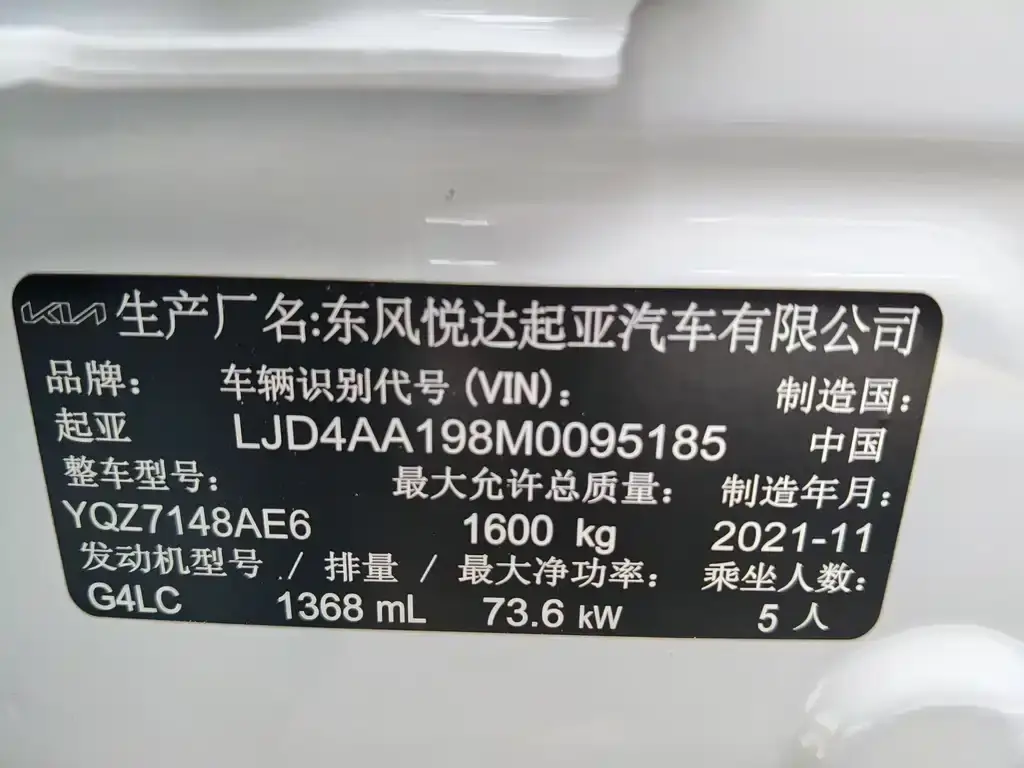 KIA 生产厂名:东风悦达起亚汽车有限公司
品牌: 车辆识别代号 (VIN): 制造国:
起亚 LJD4AA198M0095185 中国
整车型号: 最大允许总质量: 制造年月:
YQZ7148AE6 1600 kg 2021-11
发动机型号 / 排量 / 最大净功率: 乘坐人数:
G4LC 1368 mL 73.6 kW 5 人